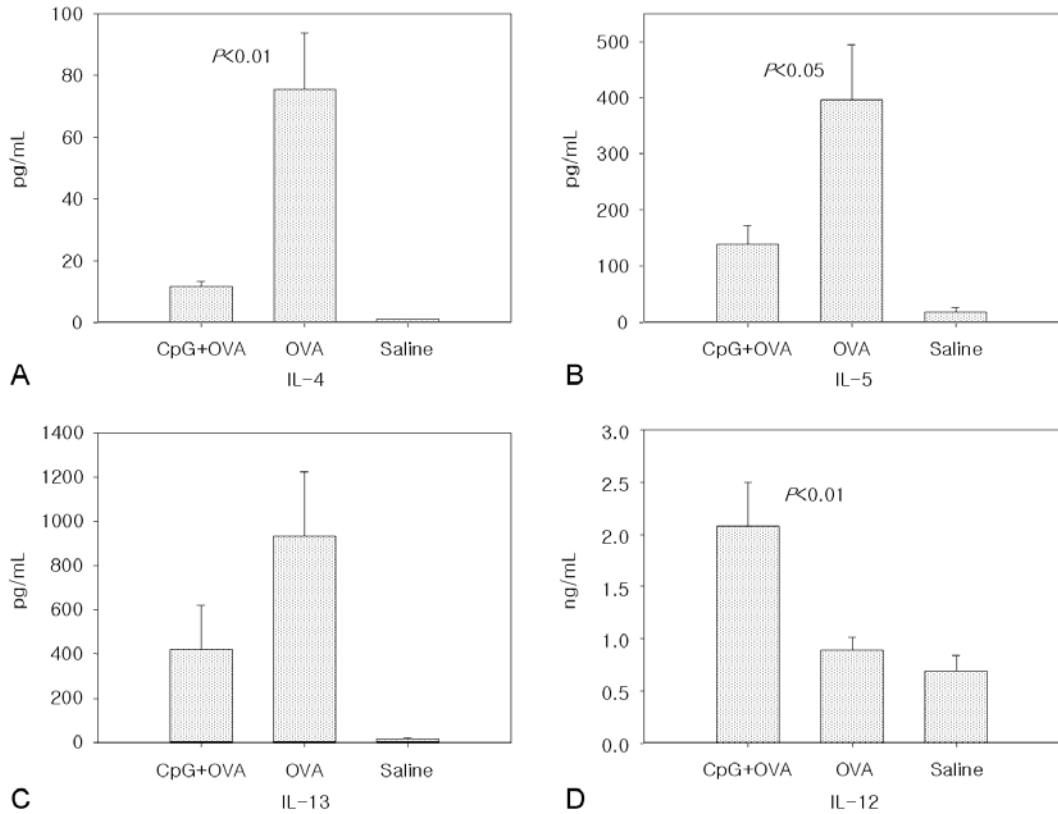 100
80
60
40
20
0
pg/mL
P<0.01
CpG+OVA OVA Saline
A
IL-4
500
400
300
200
100
0
pg/mL
P<0.05
CpG+OVA OVA Saline
B
IL-5
1400
1200
1000
800
600
400
200
0
pg/mL
CpG+OVA OVA Saline
C
IL-13
3.0
2.5
2.0
1.5
1.0
0.5
0.0
ng/mL
P<0.01
CpG+OVA OVA Saline
D
IL-12